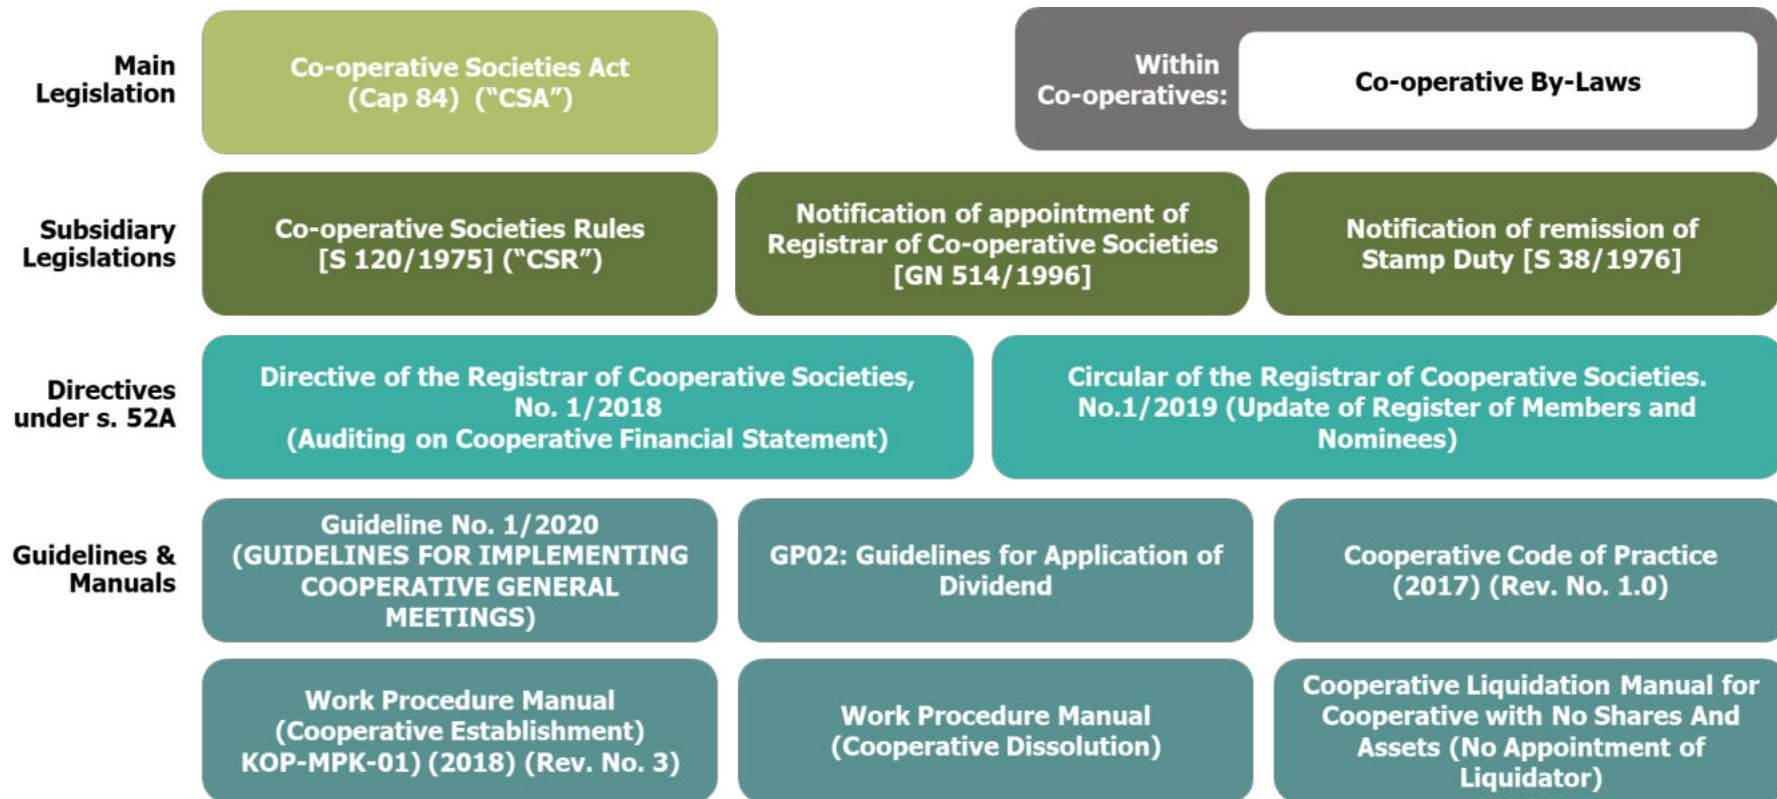 Main
Legislation
Co-operative Societies Act
(Cap 84) (“CSA”)
Within
Co-operatives:
Co-operative By-Laws
Subsidiary
Legislations
Co-operative Societies Rules
[S 120/1975] (“CSR”)
Notification of appointment of
Registrar of Co-operative Societies
[GN 514/1996]
Notification of remission of
Stamp Duty [S 38/1976]
Directives
under s. 52A
Directive of the Registrar of Cooperative Societies,
No. 1/2018
(Auditing on Cooperative Financial Statement)
Circular of the Registrar of Cooperative Societies.
No.1/2019 (Update of Register of Members and
Nominees)
Guidelines &
Manuals
Guideline No. 1/2020
(GUIDELINES FOR IMPLEMENTING
COOPERATIVE GENERAL
MEETINGS)
GP02: Guidelines for Application of
Dividend
Cooperative Code of Practice
(2017) (Rev. No. 1.0)
Work Procedure Manual
(Cooperative Establishment)
KOP-MPK-01) (2018) (Rev. No. 3)
Work Procedure Manual
(Cooperative Dissolution)
Cooperative Liquidation Manual for
Cooperative with No Shares And
Assets (No Appointment of
Liquidator)